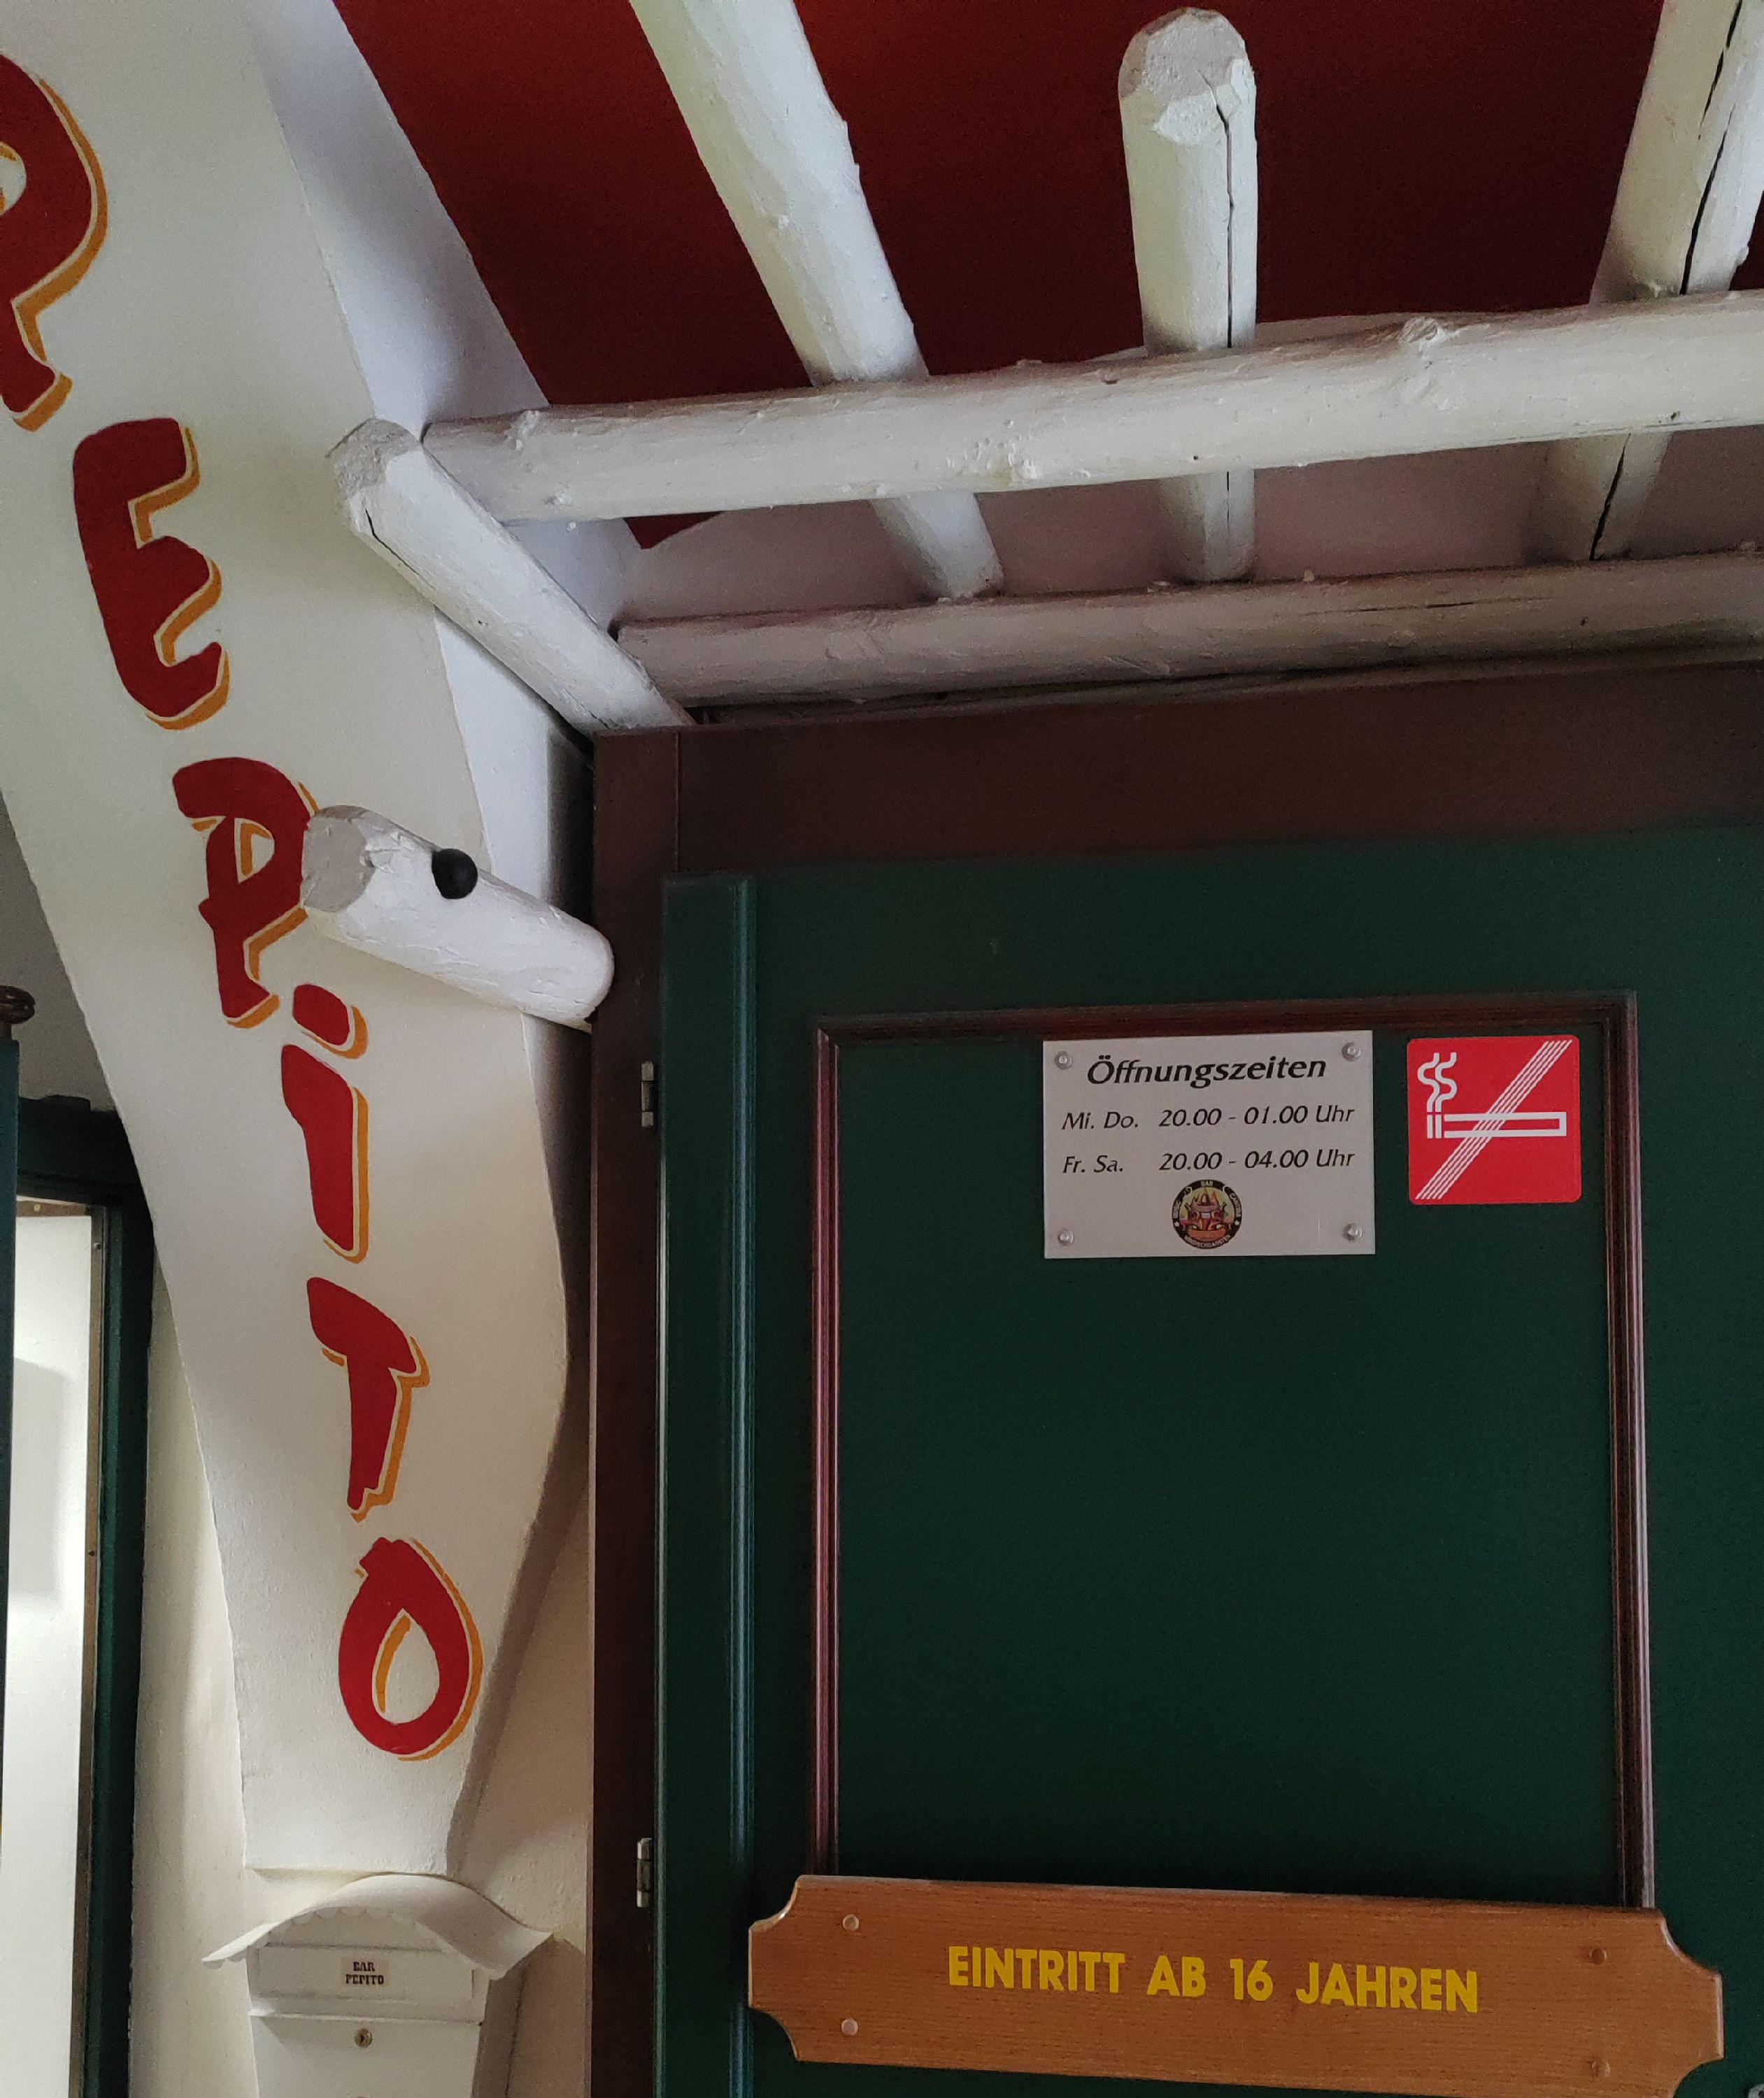 PEPiTO
Öffnungszeiten
Mi. Do. 20.00 - 01.00 Uhr
Fr. Sa. 20.00 - 04.00 Uhr
BAR
EINTRITT AB 16 JAHREN
BAR
PEPITO